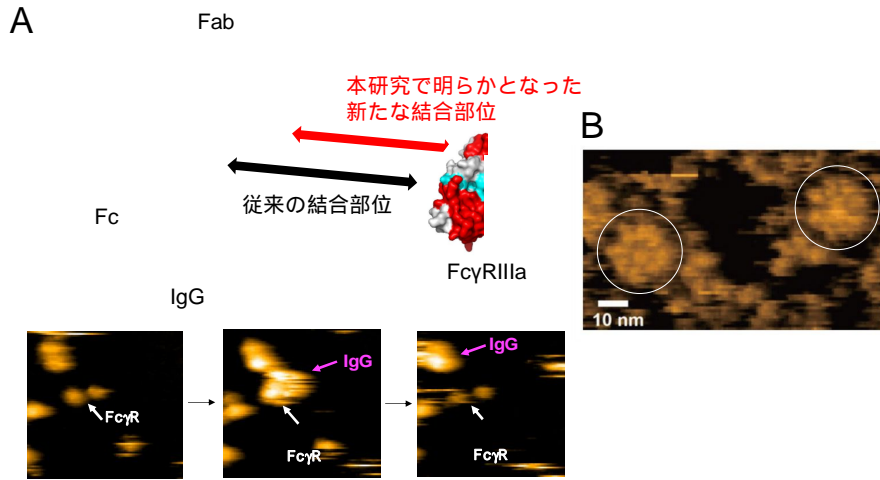 A
Fab
本研究で明らかとなった
新たな結合部位
従来の結合部位
Fc
FcγRIIIa
IgG
B
10 nm
IgG
IgG
FcγR
FcγR
FcγR